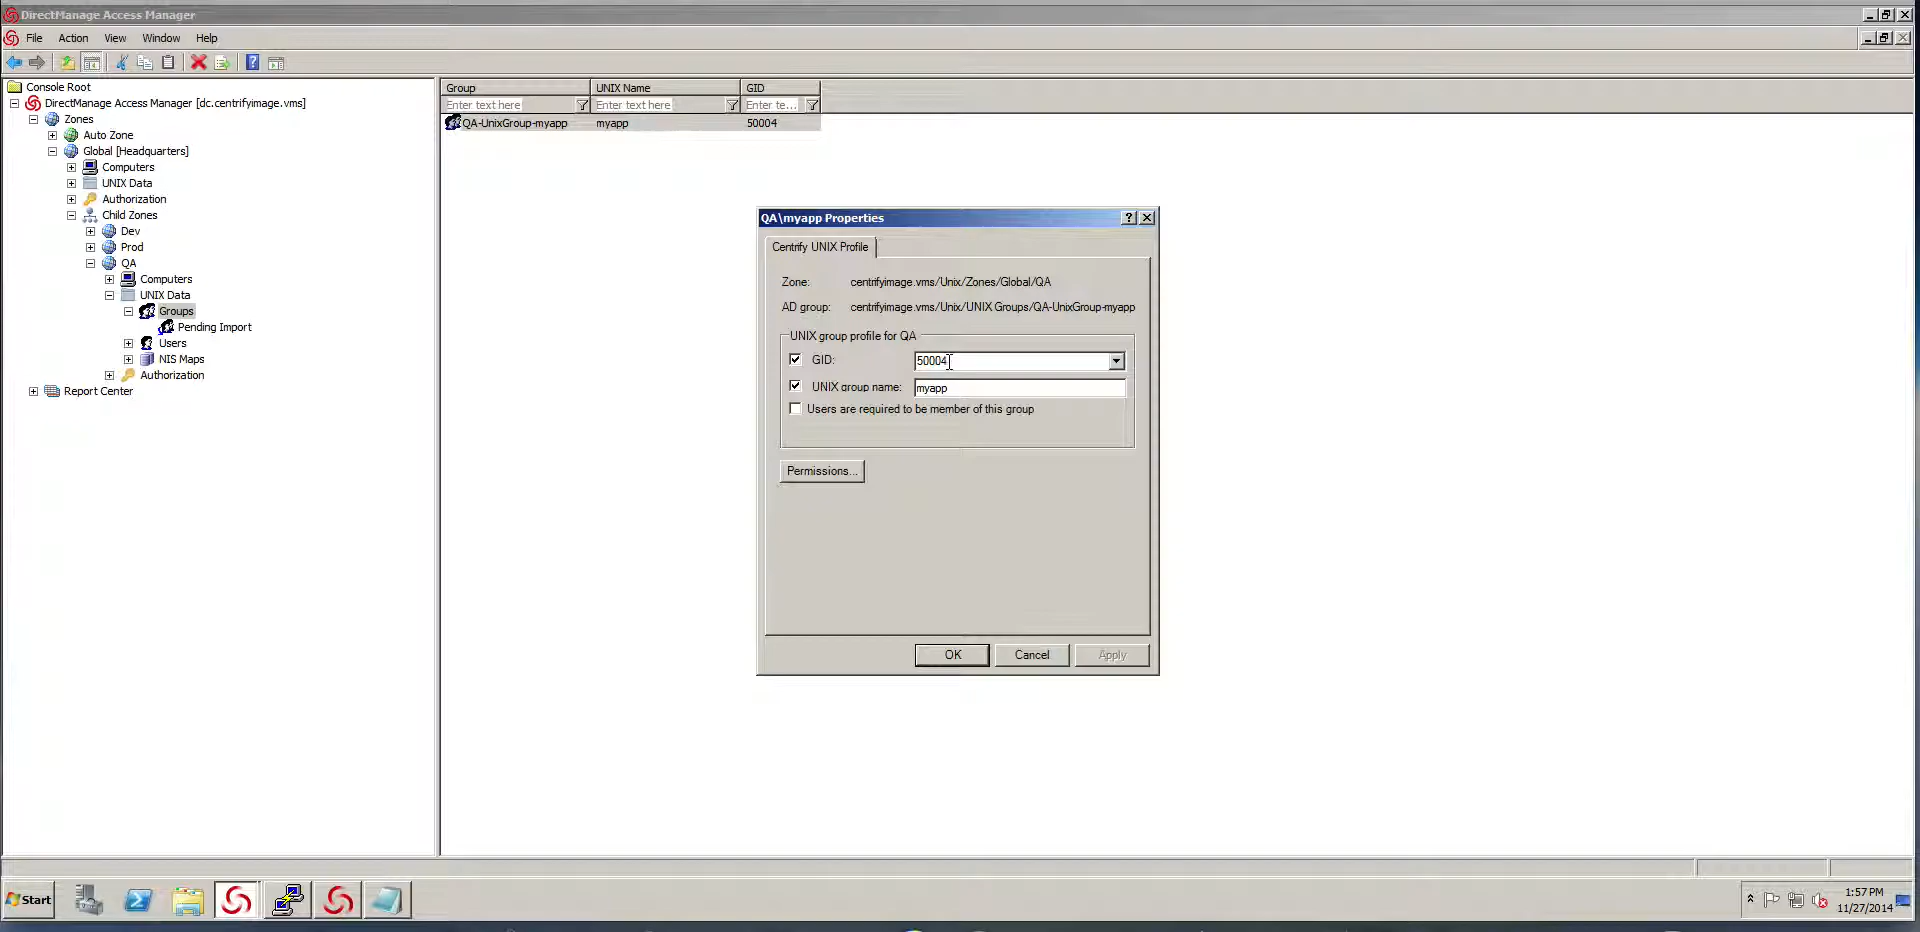 DirectManage Access Manager
File Action View Window Help
Console Root
DirectManage Access Manager [dc.centrifyimage.vms]
Zones
Auto Zone
Global [Headquarters]
Computers
UNIX Data
Authorization
Child Zones
Dev
Prod
QA
Computers
UNIX Data
Groups
Pending Import
Users
NIS Maps
Authorization
Report Center
Group UNIX Name GID
Enter text here Enter text here Enter te...
QA-UnixGroup-myapp myapp 50004
QA\myapp Properties
Centrify UNIX Profile
Zone: centrifyimage.vms/Unix/Zones/Global/QA
AD group: centrifyimage.vms/Unix/UNIX Groups/QA-UnixGroup-myapp
UNIX group profile for QA
GID: 50004
UNIX group name: myapp
Users are required to be member of this group
Permissions...
OK Cancel Apply
Start
1:57 PM
11/27/2014